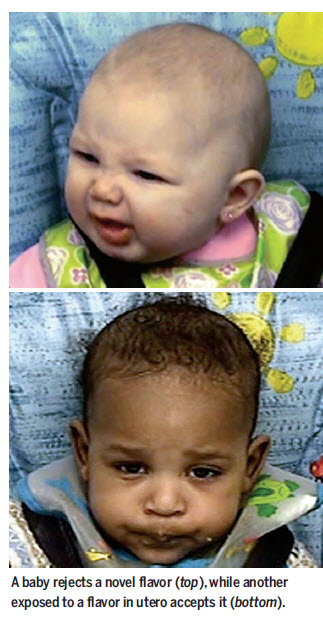 A baby rejects a novel flavor (top), while another
exposed to a flavor in utero accepts it (bottom).